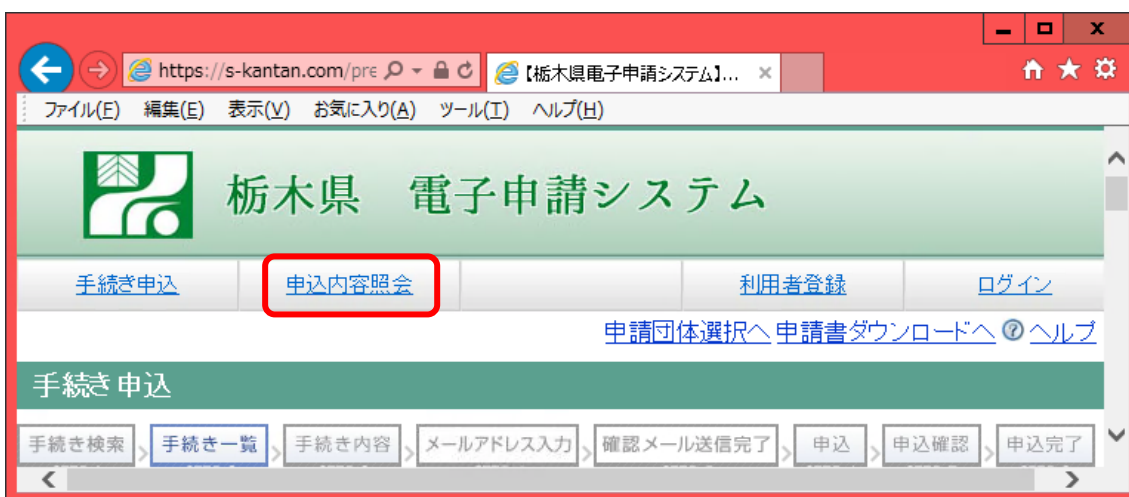 https://s-kantan.com/pre 【栃木県電子申請システム】... ×
ファイル(F) 編集(E) 表示(V) お気に入り(A) ツール(T) ヘルプ(H)
栃木県 電子申請システム
手続き申込 申込内容照会 利用者登録 ログイン
申請団体選択へ 申請書ダウンロードへ ? ヘルプ
手続き申込
手続き検索 手続き一覧 手続き内容 メールアドレス入力 確認メール送信完了 申込 申込確認 申込完了